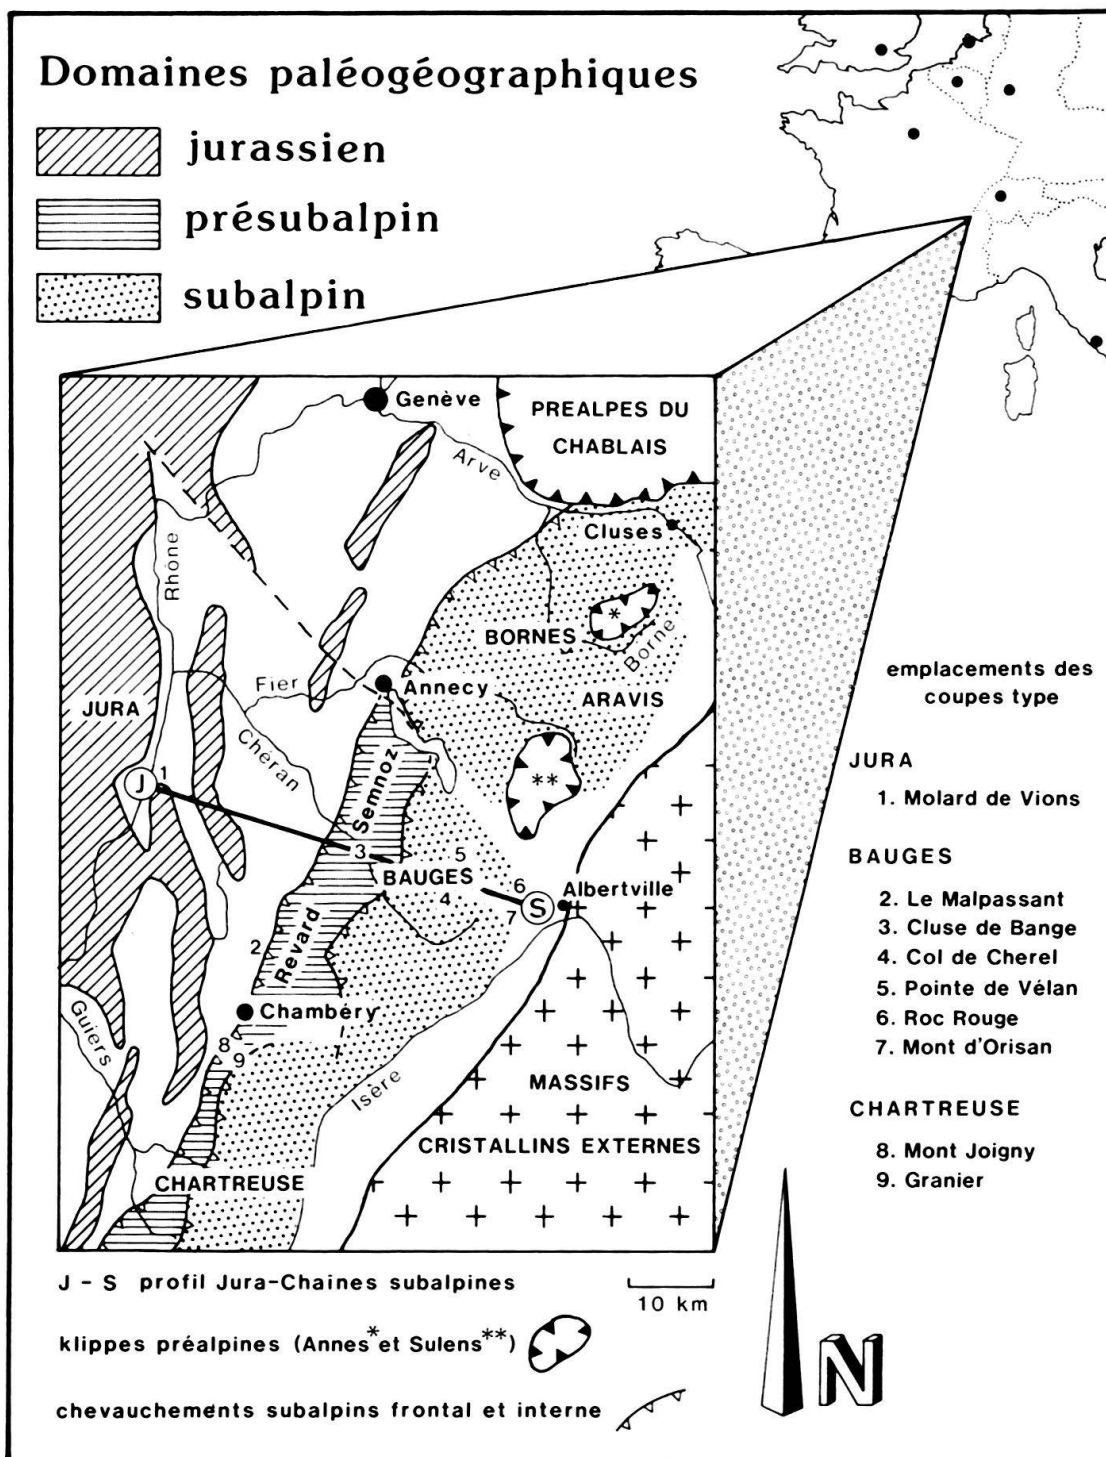 Domaines paléogéographiques
jurassien
présubalpin
subalpin
Genève
PREALPES DU
CHABLAIS
Arve
Cluses
Rhône
*
BORNES
Borne
Fier
Annecy
ARAVIS
JURA
Chéran
Semnoz
**
J
1
3
5
BAUGES
4
6
S
7
Albertville
2
Revard
Chambéry
Guiers
8
9
Isère
MASSIFS
CRISTALLINS EXTERNES
CHARTREUSE
emplacements des
coupes type
JURA
1. Molard de Vions
BAUGES
2. Le Malpassant
3. Cluse de Bange
4. Col de Cherel
5. Pointe de Vélan
6. Roc Rouge
7. Mont d'Orisan
CHARTREUSE
8. Mont Joigny
9. Granier
J - S profil Jura-Chaines subalpines
10 km
klippes préalpines (Annes* et Sulens**)
chevauchements subalpins frontal et interne
N